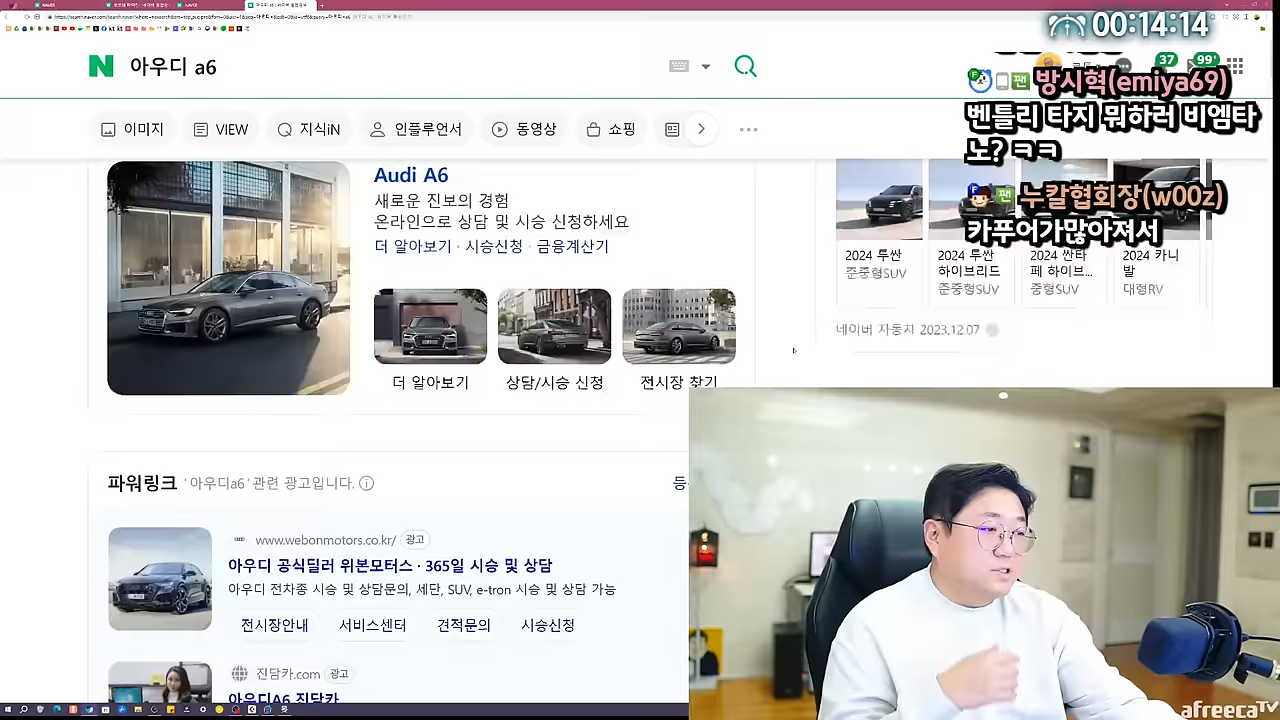 00:14:14
N 아우디 a6
37
99+
이미지
VIEW
지식iN
인플루언서
동영상
쇼핑
방시혁(emiya69)
벤틀리 타지 뭐하러 비엠타
노? ㅋㅋ
누칼협회장(w00z)
카푸어가많아져서
Audi A6
새로운 진보의 경험
온라인으로 상담 및 시승 신청하세요
더 알아보기 · 시승신청 · 금융계산기
더 알아보기
상담/시승 신청
전시장 찾기
2024 투싼
준중형SUV
2024 투싼
하이브리드
준중형SUV
2024 싼타
페 하이브...
중형SUV
2024 카니
발
대형RV
네이버 자동차 2023.12.07
파워링크 '아우디a6' 관련 광고입니다.
www.rebonmotors.co.kr/ 광고
아우디 공식딜러 위본모터스 · 365일 시승 및 상담
아우디 전차종 시승 및 상담문의, 세단, SUV, e-tron 시승 및 상담 가능
전시장안내
서비스센터
견적문의
시승신청
진담카.com 광고
아우디A6 진담카
afreecaTV